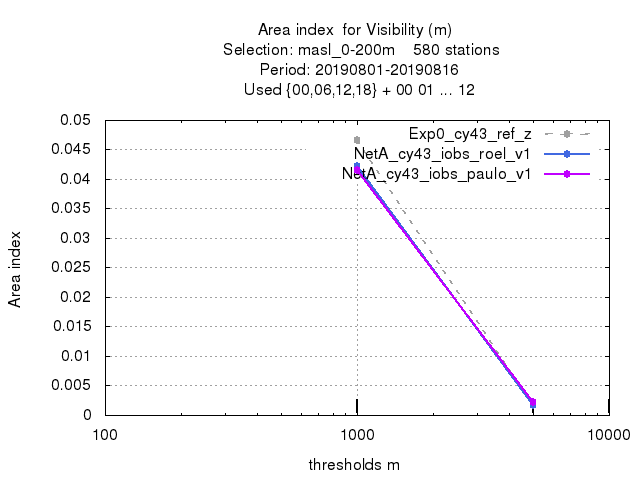 Area index  for Visibility (m)
Selection: masl_0-200m    580 stations
Period: 20190801-20190816
Used {00,06,12,18} + 00 01 ... 12
Exp0_cy43_ref_z
NetA_cy43_iobs_roel_v1
NetA_cy43_iobs_paulo_v1
0.05
0.045
0.04
0.035
0.03
0.025
0.02
0.015
0.01
0.005
0
Area index
100
1000
10000
thresholds m